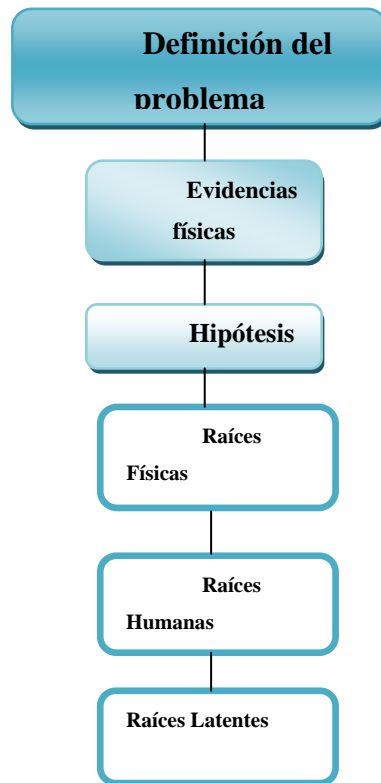 Definición del
problema
Evidencias
físicas
Hipótesis
Raíces
Físicas
Raíces
Humanas
Raíces Latentes